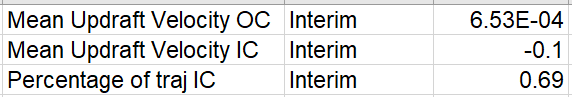 Mean Updraft Velocity OC Interim 6.53E-04
Mean Updraft Velocity IC Interim -0.1
Percentage of traj IC Interim 0.69